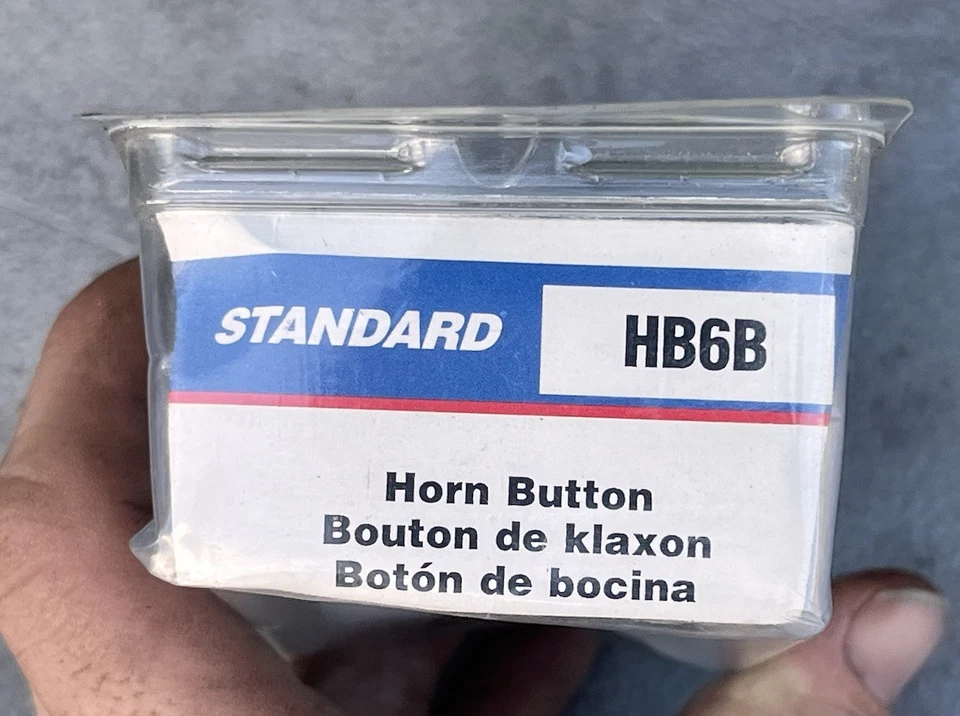 STANDARD
HB6B
Horn Button
Bouton de klaxon
Botón de bocina